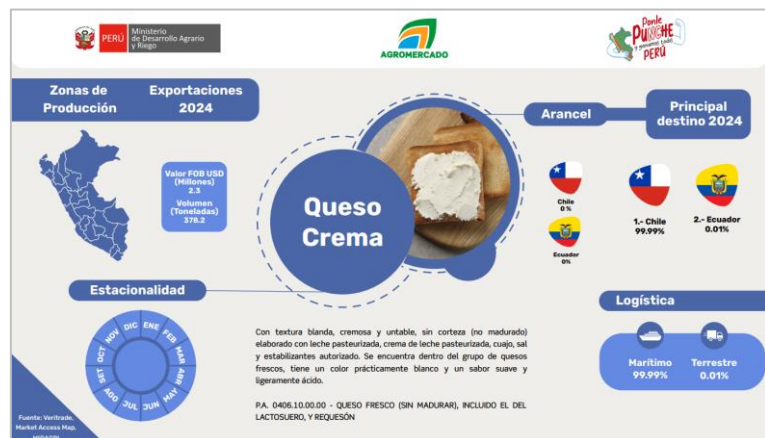 PERÚ
Ministerio
de Desarrollo Agrario
y Riego
AGROMERCADO
Ponle
PUNCHE
y ganamos todo
PERÚ
Zonas de
Producción
Exportaciones
2024
Valor FOB USD
(Millones)
2.3
Volumen
(Toneladas)
378.2
Queso
Crema
Arancel
Principal
destino 2024
Chile
0 %
Ecuador
0%
1.- Chile
99.99%
2.- Ecuador
0.01%
Estacionalidad
ENE
FEB
MAR
ABR
MAY
JUN
JUL
AGO
SET
OCT
NOV
DIC
Con textura blanda, cremosa y untable, sin corteza (no madurado)
elaborado con leche pasteurizada, crema de leche pasteurizada, cuajo, sal
y estabilizantes autorizado. Se encuentra dentro del grupo de quesos
frescos, tiene un color prácticamente blanco y un sabor suave y
ligeramente ácido.
P.A. 0406.10.00.00 - QUESO FRESCO (SIN MADURAR), INCLUIDO EL DEL
LACTOSUERO, Y REQUESÓN
Logística
Marítimo
99.99%
Terrestre
0.01%
Fuente: Veritrade,
Market Access Map,